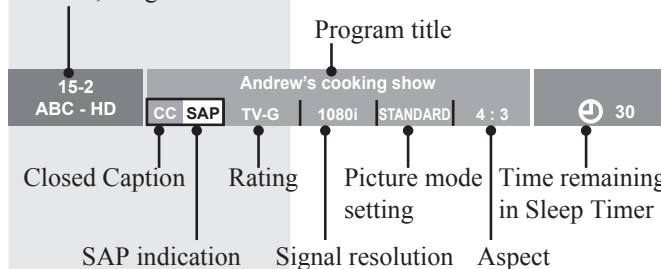 Program title
15-2
ABC - HD
Andrew's cooking show
CC SAP TV-G 1080i STANDARD 4 : 3
30
Closed Caption Rating Picture mode setting Time remaining in Sleep Timer
SAP indication Signal resolution Aspect